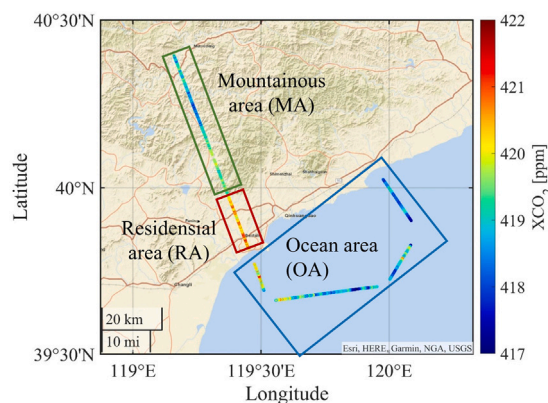 40°30'N
422
Mountainous
area (MA)
421
40°N
420
Latitude
XCO₂ [ppm]
Residensial
area (RA)
Ocean area
(OA)
419
418
20 km
10 mi
Esri, HERE, Garmin, NGA, USGS
39°30'N
417
119°E
119°30'E
120°E
Longitude